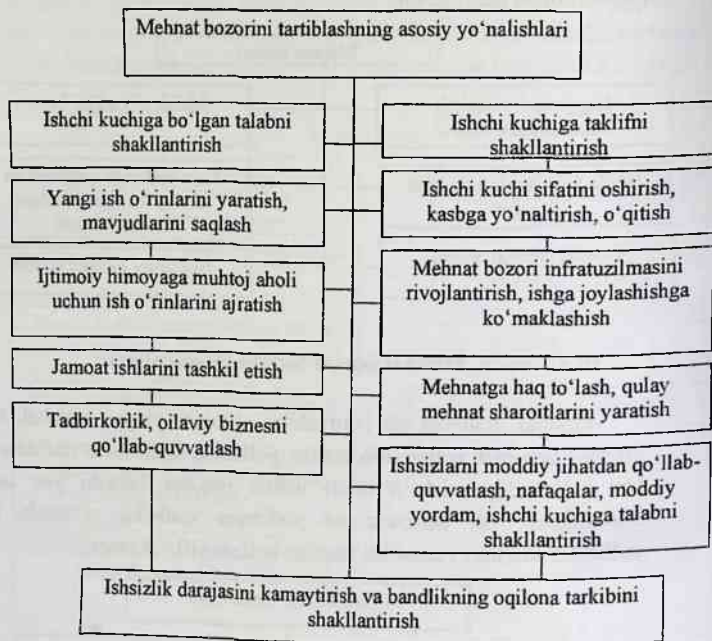 Mehnat bozorini tartiblashning asosiy yo‘nalishlari
Ishchi kuchiga bo‘lgan talabni
shakllantirish
Yangi ish o‘rinlarini yaratish,
mavjudlarni saqlash
Ijtimoiy himoyaga muhtoj aholi
uchun ish o‘rinlarini ajratish
Jamoat ishlarini tashkil etish
Tadbirkorlik, oilaviy biznesni
qo‘llab-quvvatlash
Ishchi kuchiga taklifni
shakllantirish
Ishchi kuchi sifatini oshirish,
kasbga yo‘naltirish, o‘qitish
Mehnat bozori infratuzilmasini
rivojlantirish, ishga joylashishga
ko‘maklashish
Mehnatga haq to‘lash, qulay
mehnat sharoitlarini yaratish
Ishsizlarni moddiy jihatdan qo‘llab-
quvvatlash, nafaqalar, moddiy
yordam, ishchi kuchiga talabni
shakllantirish
Ishsizlik darajasini kamaytirish va bandlikning oqilona tarkibini
shakllantirish